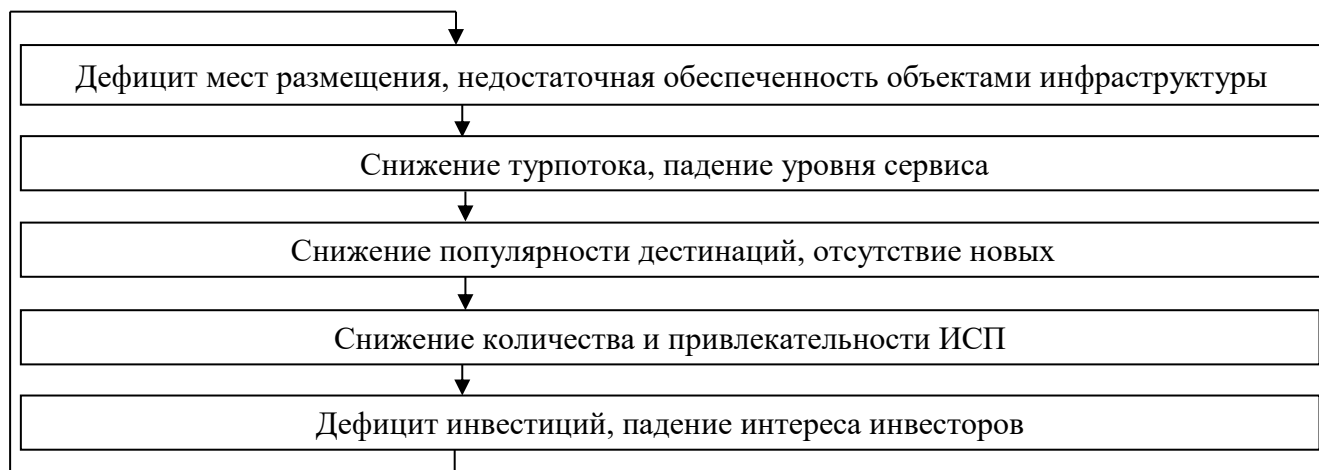 Дефицит мест размещения, недостаточная обеспеченность объектами инфраструктуры
Снижение турпотока, падение уровня сервиса
Снижение популярности дестинаций, отсутствие новых
Снижение количества и привлекательности ИСП
Дефицит инвестиций, падение интереса инвесторов